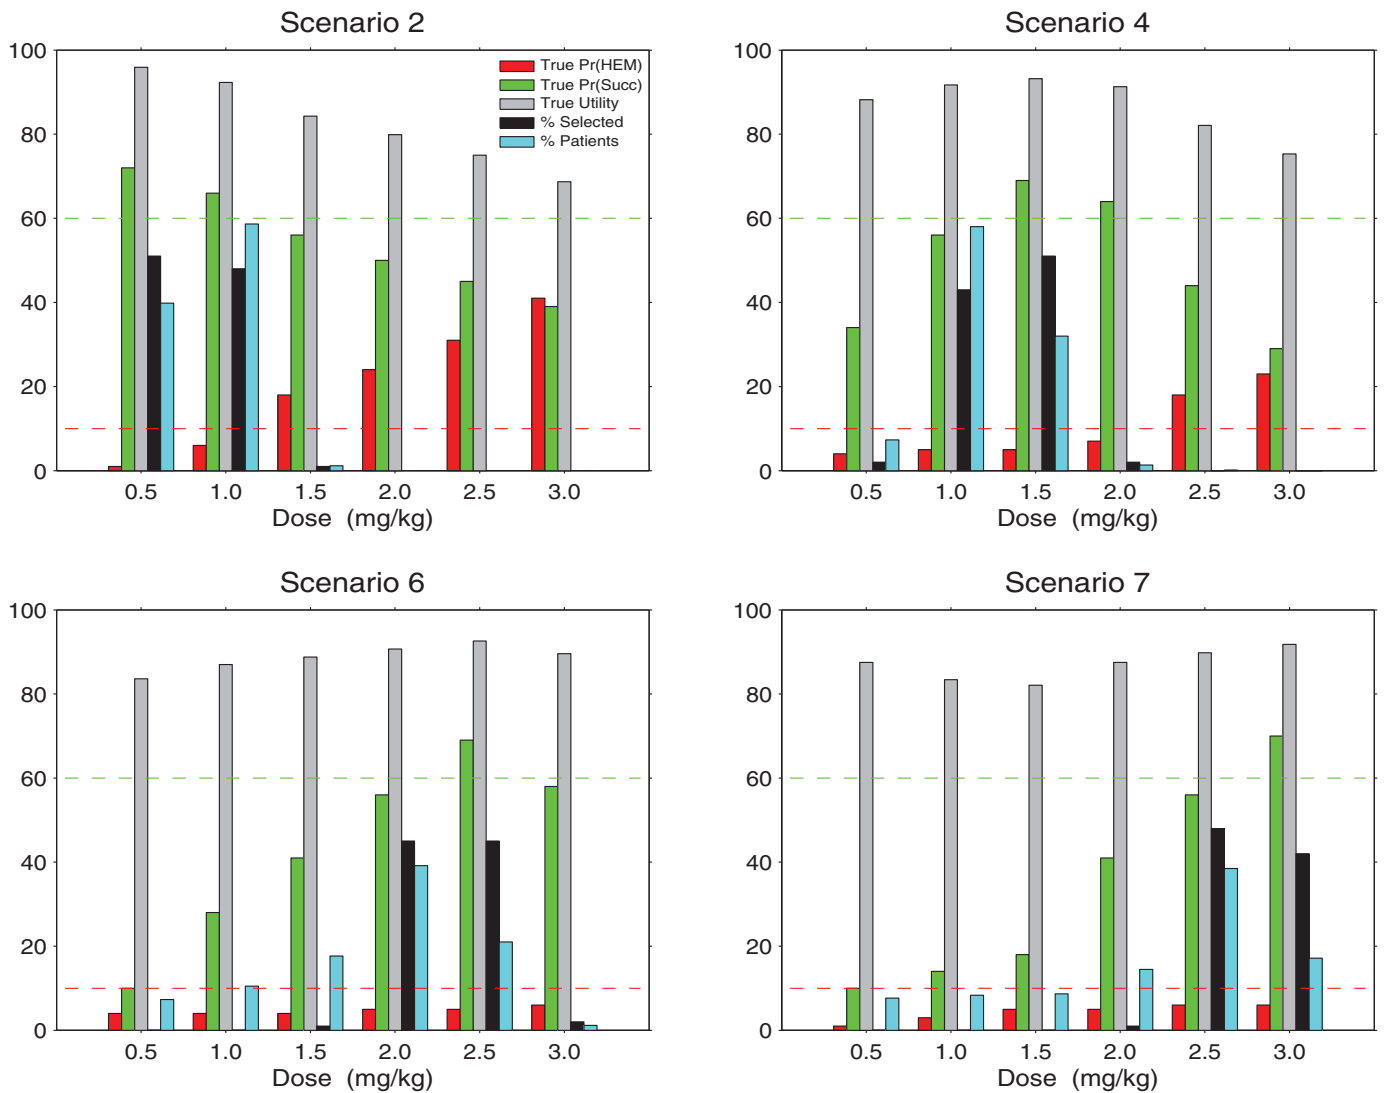 Scenario 2
100
80
60
40
20
0
True Pr(HEM)
True Pr(Succ)
True Utility
% Selected
% Patients
0.5 1.0 1.5 2.0 2.5 3.0
Dose (mg/kg)
Scenario 4
100
80
60
40
20
0
0.5 1.0 1.5 2.0 2.5 3.0
Dose (mg/kg)
Scenario 6
100
80
60
40
20
0
0.5 1.0 1.5 2.0 2.5 3.0
Dose (mg/kg)
Scenario 7
100
80
60
40
20
0
0.5 1.0 1.5 2.0 2.5 3.0
Dose (mg/kg)